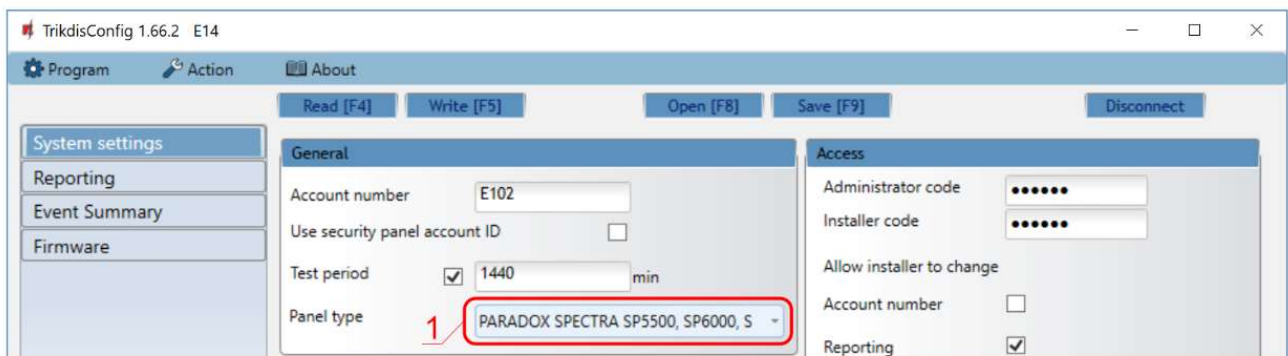 TrikdisConfig 1.66.2 E14
Program Action About
Read [F4] Write [F5] Open [F8] Save [F9] Disconnect
System settings
Reporting
Event Summary
Firmware
General
Account number E102
Use security panel account ID
Test period 1440 min
Panel type PARADOX SPECTRA SP5500, SP6000, S
1
Access
Administrator code ●●●●●●
Installer code ●●●●●●
Allow installer to change
Account number
Reporting